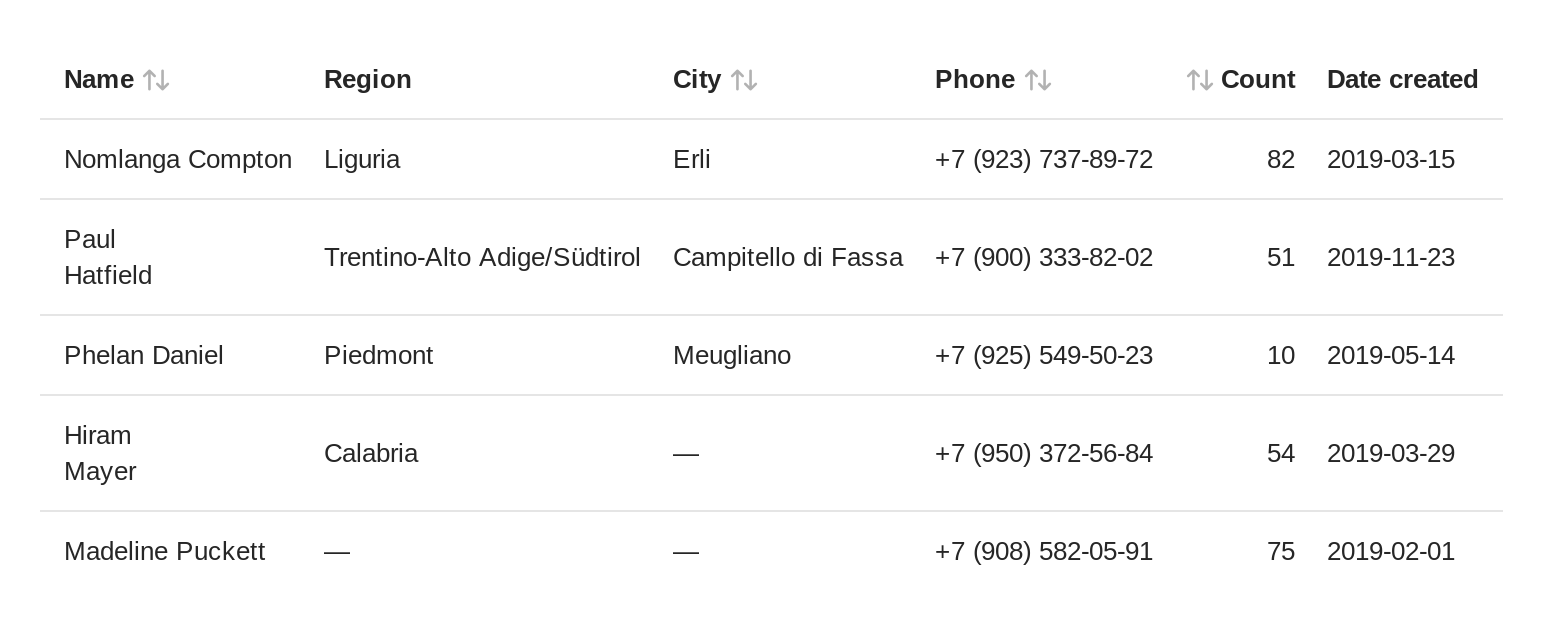 Name Region City Phone Count Date created
Nomlanga Compton Liguria Erli +7 (923) 737-89-72 82 2019-03-15
Paul
Hatfield Trentino-Alto Adige/Südtirol Campitello di Fassa +7 (900) 333-82-02 51 2019-11-23
Phelan Daniel Piedmont Meugliano +7 (925) 549-50-23 10 2019-05-14
Hiram
Mayer Calabria — +7 (950) 372-56-84 54 2019-03-29
Madeline Puckett — — +7 (908) 582-05-91 75 2019-02-01